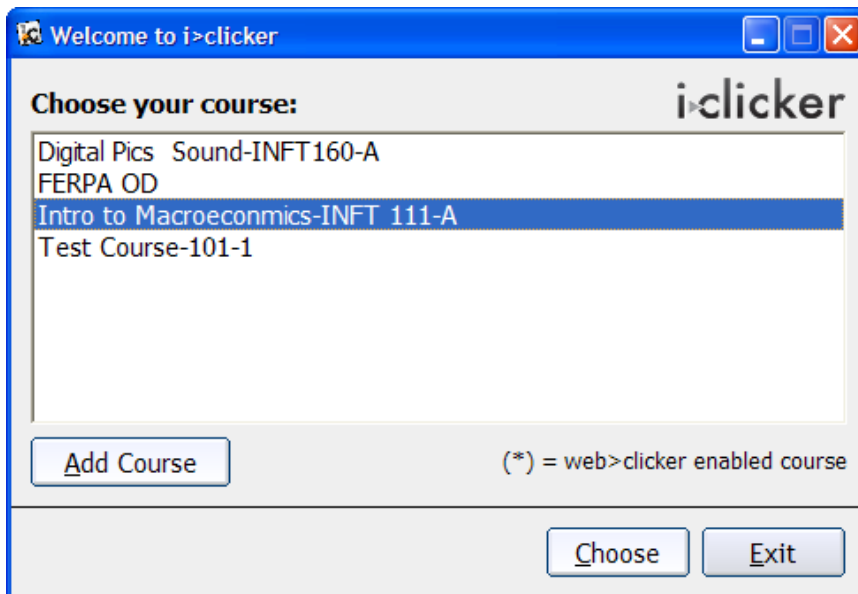 Welcome to i>clicker
Choose your course:
i▸clicker
Digital Pics  Sound-INFT160-A
FERPA OD
Intro to Macroeconmics-INFT 111-A
Test Course-101-1
Add Course
(*) = web>clicker enabled course
Choose
Exit